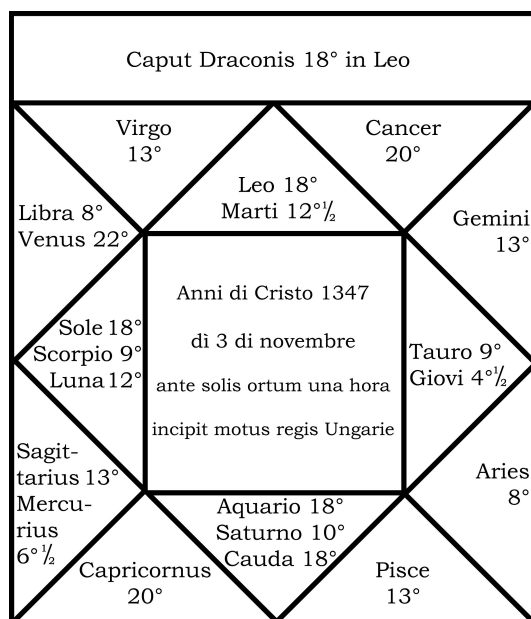 Caput Draconis 18° in Leo
Virgo
13°
Cancer
20°
Leo 18°
Marti 12°½
Libra 8°
Venus 22°
Gemini
13°
Anni di Cristo 1347
dì 3 di novembre
ante solis ortum una hora
incipit motus regis Ungarie
Sole 18°
Scorpio 9°
Luna 12°
Tauro 9°
Giovi 4°½
Sagit-
tarius 13°
Mercu-
rius
6°½
Aries
8°
Aquario 18°
Saturno 10°
Cauda 18°
Capricornus
20°
Pisce
13°